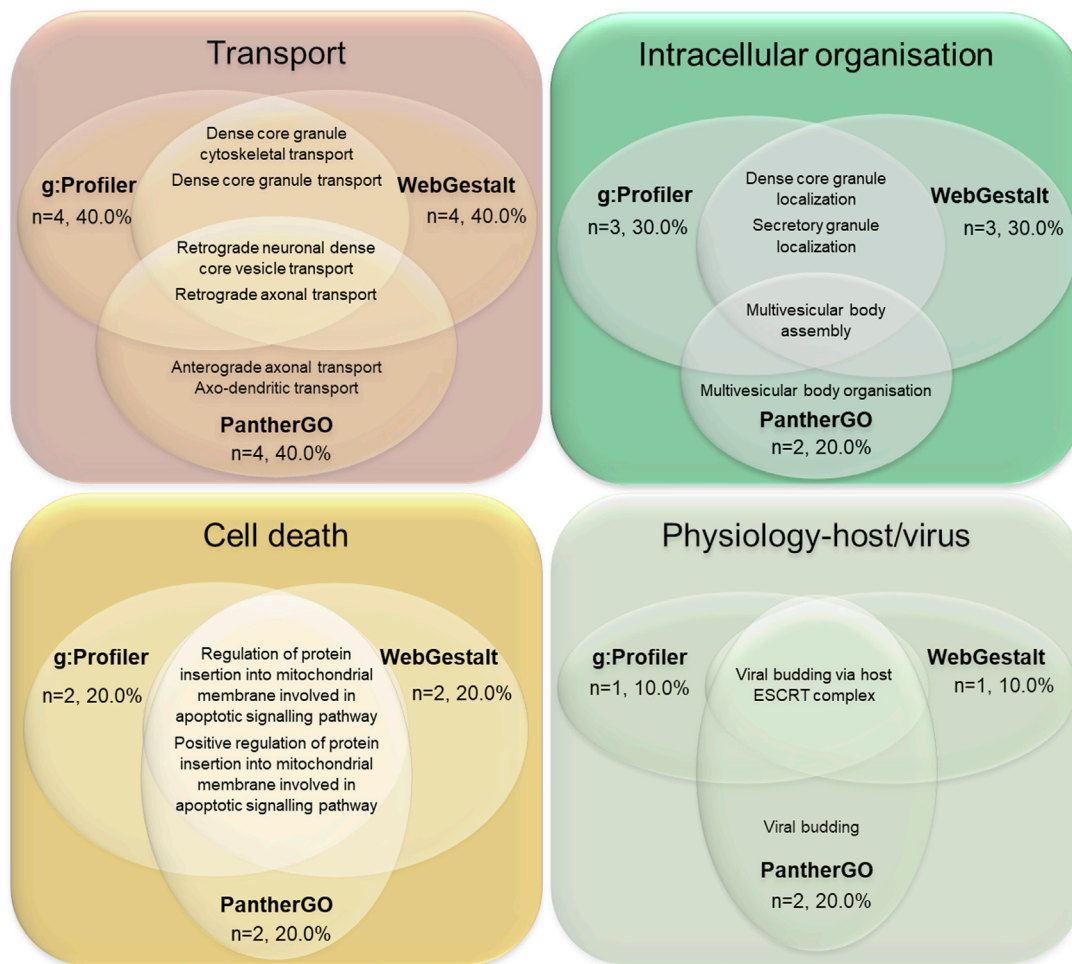 Transport
Dense core granule
cytoskeletal transport
Dense core granule transport
g:Profiler
n=4, 40.0%
WebGestalt
n=4, 40.0%
Retrograde neuronal dense
core vesicle transport
Retrograde axonal transport
Anterograde axonal transport
Axo-dendritic transport
PantherGO
n=4, 40.0%
Intracellular organisation
g:Profiler
n=3, 30.0%
Dense core granule
localization
Secretory granule
localization
WebGestalt
n=3, 30.0%
Multivesicular body
assembly
Multivesicular body organisation
PantherGO
n=2, 20.0%
Cell death
g:Profiler
n=2, 20.0%
Regulation of protein
insertion into mitochondrial
membrane involved in
apoptotic signalling pathway
Positive regulation of protein
insertion into mitochondrial
membrane involved in
apoptotic signalling pathway
WebGestalt
n=2, 20.0%
PantherGO
n=2, 20.0%
Physiology-host/virus
g:Profiler
n=1, 10.0%
Viral budding via host
ESCRT complex
WebGestalt
n=1, 10.0%
Viral budding
PantherGO
n=2, 20.0%